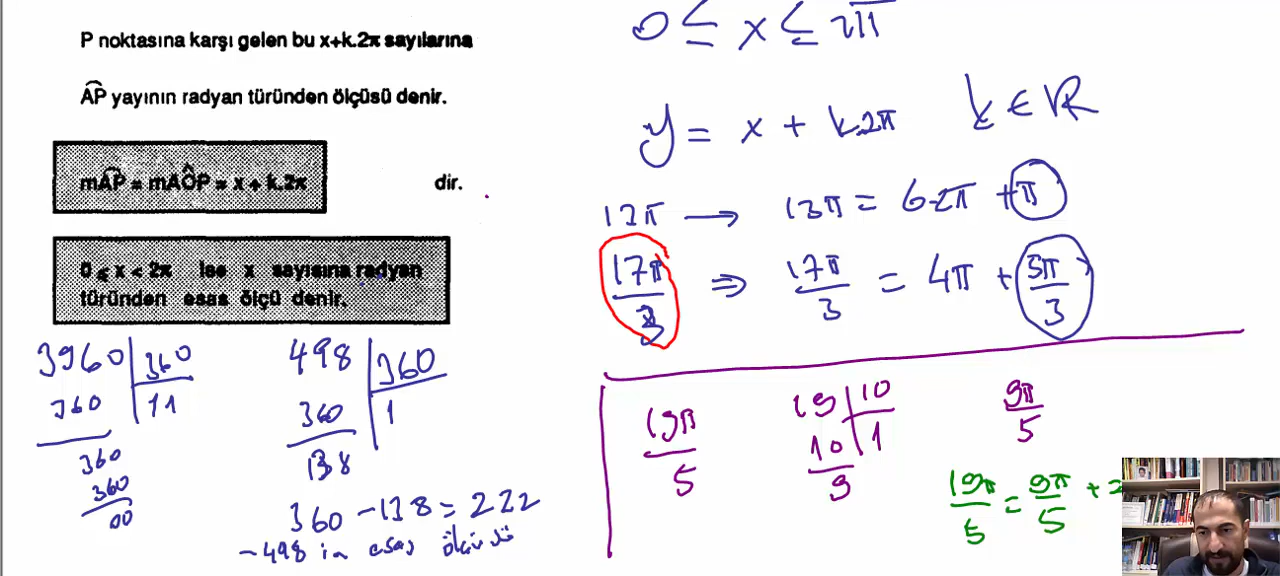 P noktasına karşı gelen bu x+k.2π sayılarına
AP yayının radyan türünden ölçüsü denir.
mAP = mAÔP = x + k.2π dir.
0 ⩽ x < 2π ise x sayısına radyan
türünden esas ölçü denir.
3960 | 360
360 | 11
360
360
00
498 | 360
360 | 1
138
360 - 138 = 222
-498 in esas ölçüsü
0 ≤ x ≤ 2π
y = x + k.2π k ∈ R
13π = 6.2π + π
17π/3 ⇒ 17π/3 = 4π + 5π/3
19π/5
19 | 10
10 | 1
9
9π/5
19π/5 = 9π/5 +